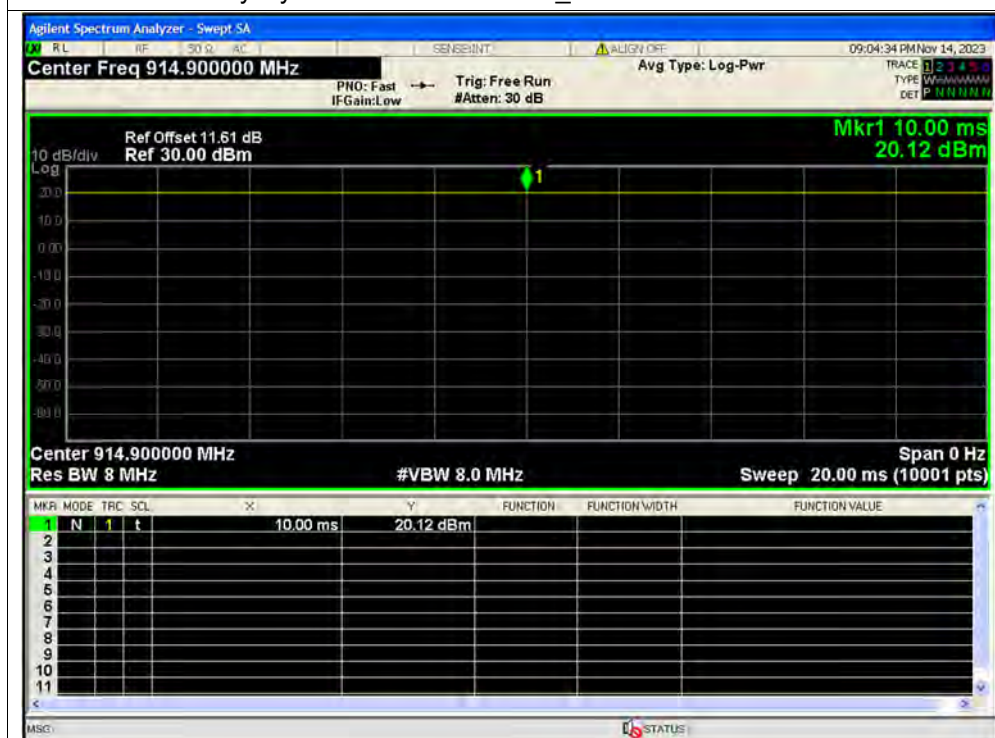 Agilent Spectrum Analyzer - Swept SA
RL RF 50 Ω AC SENSE:INT ALIGN OFF 09:04:34 PM Nov 14, 2023
Center Freq 914.900000 MHz Avg Type: Log-Pwr TRACE 1 2 3 4 5 6
PNO: Fast Trig: Free Run TYPE
IFGain:Low #Atten: 30 dB DET P N N N N N
Mkr1 10.00 ms
Ref Offset 11.61 dB
10 dB/div Ref 30.00 dBm 20.12 dBm
Log
1
20.0
10.0
0.00
-10.0
-20.0
-30.0
-40.0
-50.0
-60.0
Center 914.900000 MHz Span 0 Hz
Res BW 8 MHz #VBW 8.0 MHz Sweep 20.00 ms (10001 pts)
MKR MODE TRC SCL X Y FUNCTION FUNCTION WIDTH FUNCTION VALUE
1 N 1 t 10.00 ms 20.12 dBm
2
3
4
5
6
7
8
9
10
11
MSG STATUS